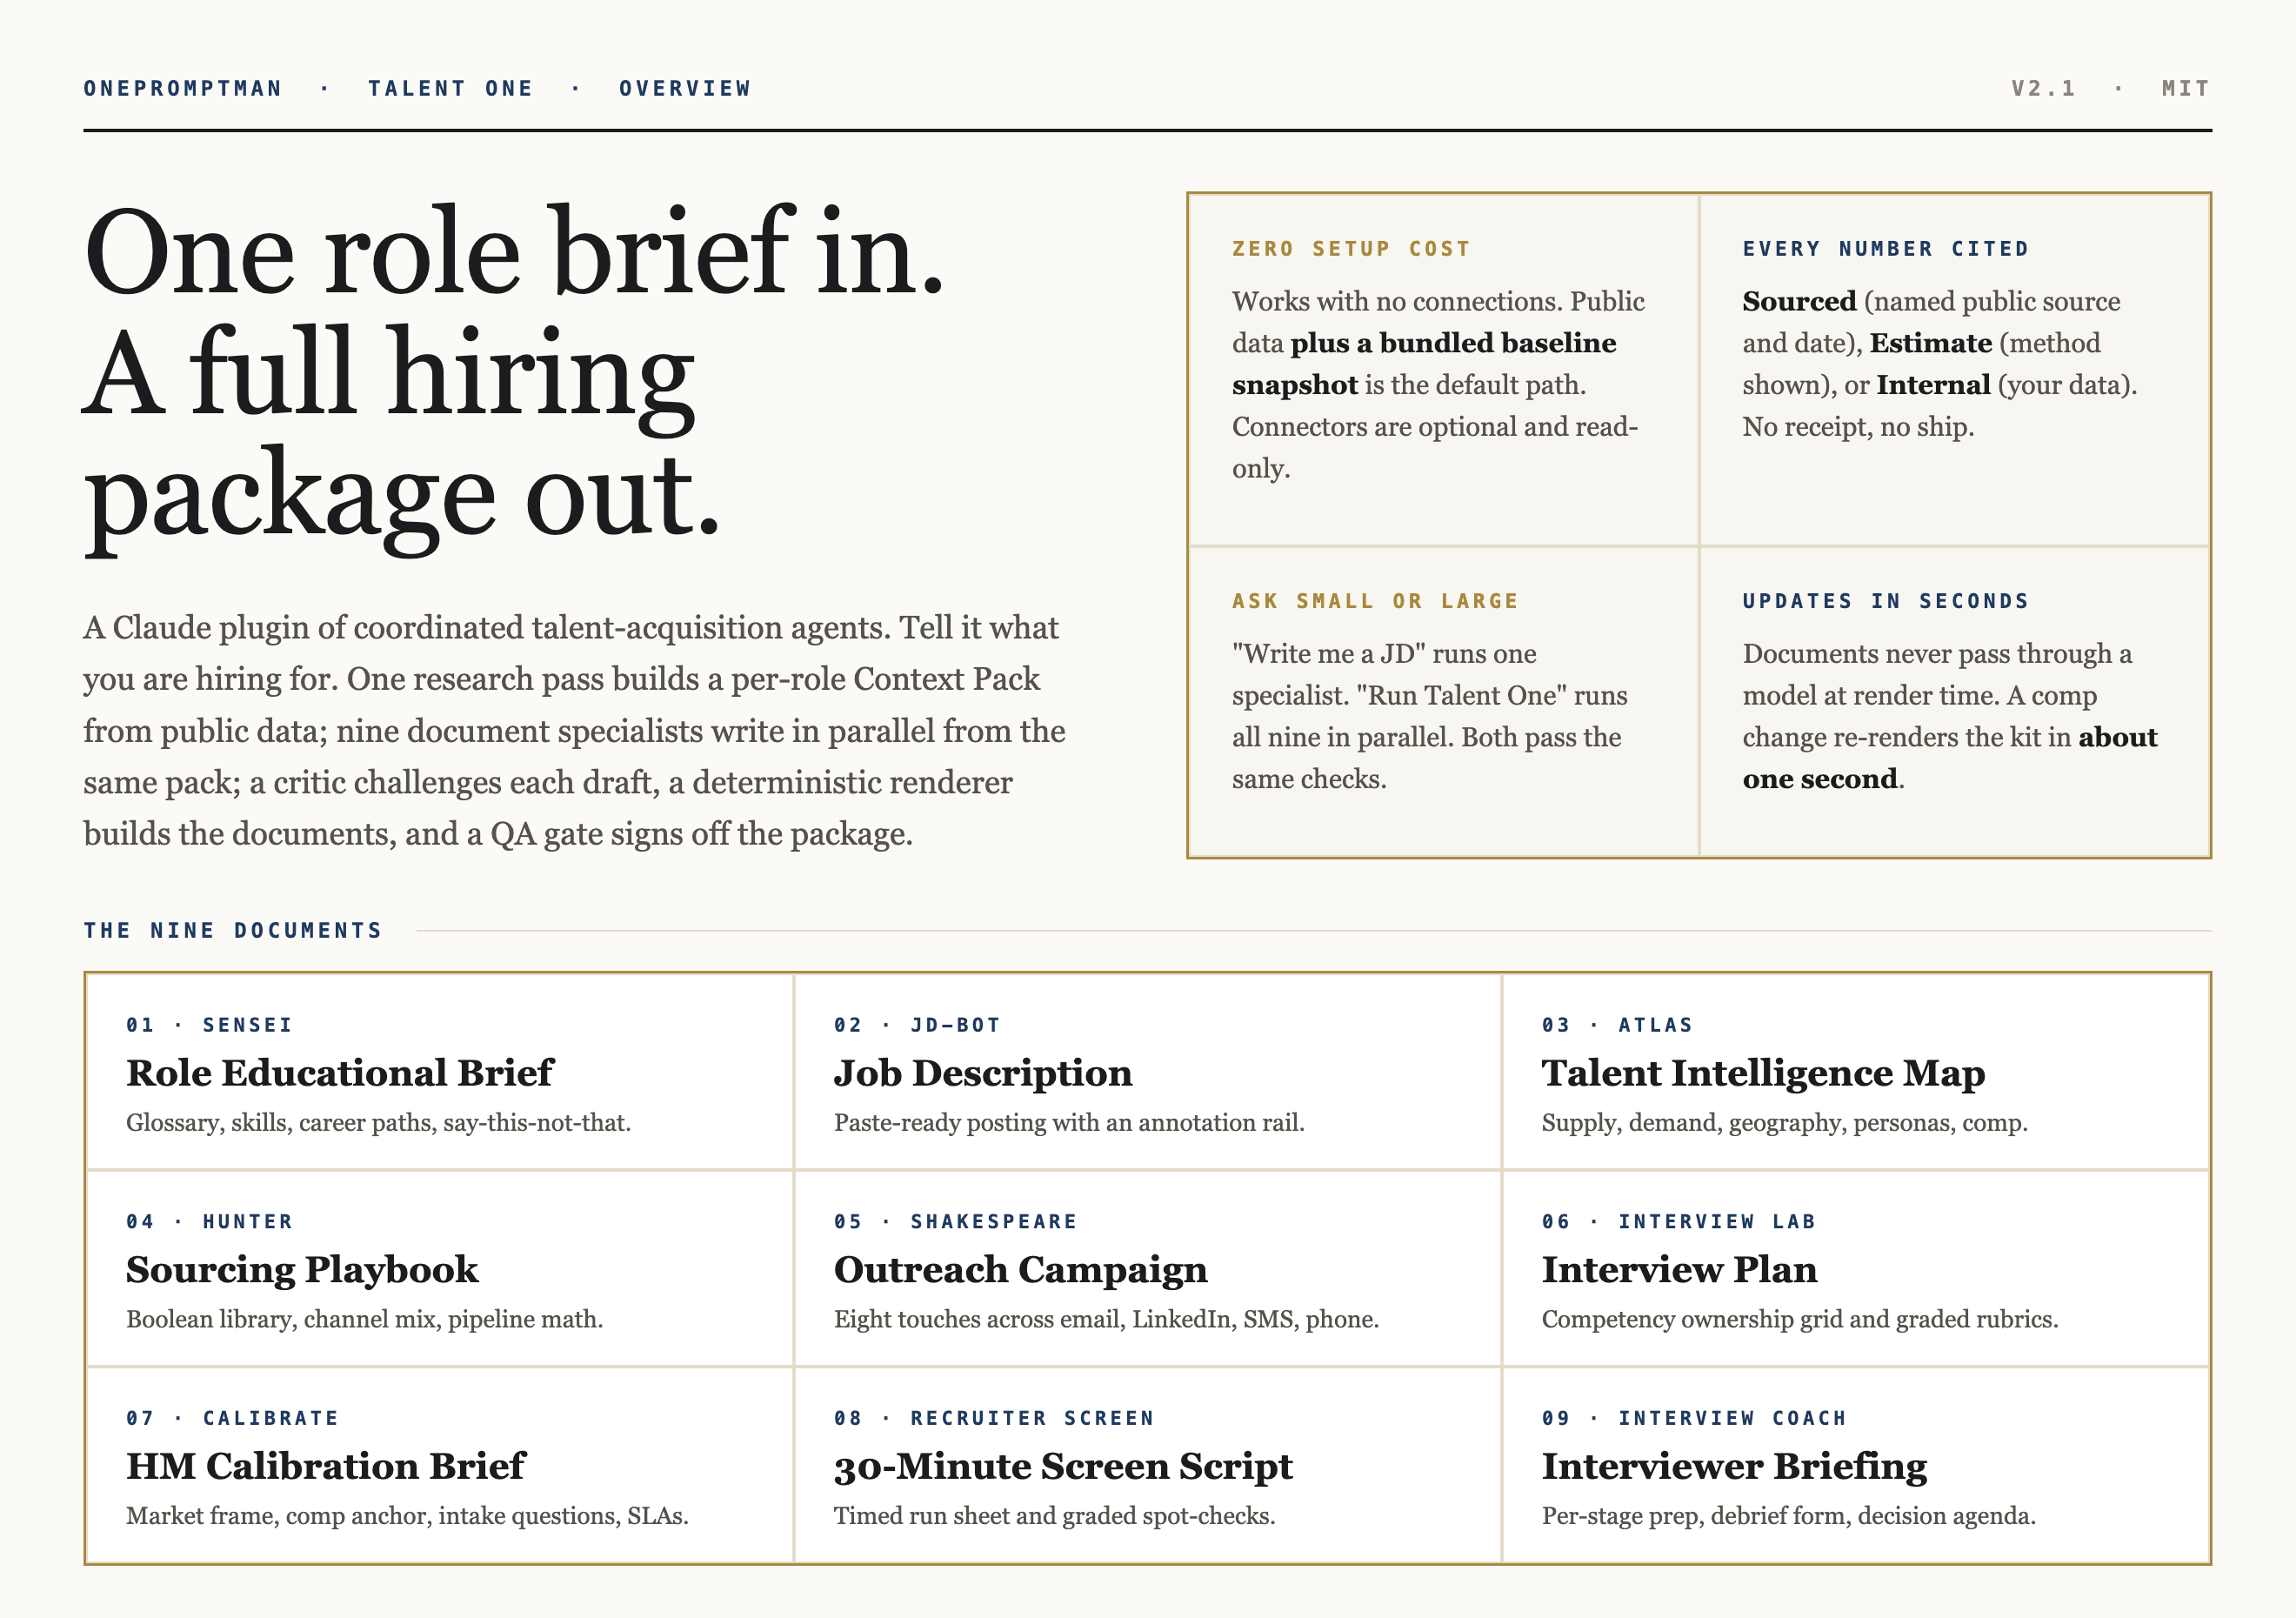 ONEPROMPTMAN · TALENT ONE · OVERVIEW
V2.1 · MIT
One role brief in.
A full hiring
package out.
A Claude plugin of coordinated talent-acquisition agents. Tell it what
you are hiring for. One research pass builds a per-role Context Pack
from public data; nine document specialists write in parallel from the
same pack; a critic challenges each draft, a deterministic renderer
builds the documents, and a QA gate signs off the package.
ZERO SETUP COST
Works with no connections. Public
data plus a bundled baseline
snapshot is the default path.
Connectors are optional and read-
only.
EVERY NUMBER CITED
Sourced (named public source
and date), Estimate (method
shown), or Internal (your data).
No receipt, no ship.
ASK SMALL OR LARGE
"Write me a JD" runs one
specialist. "Run Talent One" runs
all nine in parallel. Both pass the
same checks.
UPDATES IN SECONDS
Documents never pass through a
model at render time. A comp
change re-renders the kit in about
one second.
THE NINE DOCUMENTS
01 · SENSEI
Role Educational Brief
Glossary, skills, career paths, say-this-not-that.
02 · JD-BOT
Job Description
Paste-ready posting with an annotation rail.
03 · ATLAS
Talent Intelligence Map
Supply, demand, geography, personas, comp.
04 · HUNTER
Sourcing Playbook
Boolean library, channel mix, pipeline math.
05 · SHAKESPEARE
Outreach Campaign
Eight touches across email, LinkedIn, SMS, phone.
06 · INTERVIEW LAB
Interview Plan
Competency ownership grid and graded rubrics.
07 · CALIBRATE
HM Calibration Brief
Market frame, comp anchor, intake questions, SLAs.
08 · RECRUITER SCREEN
30-Minute Screen Script
Timed run sheet and graded spot-checks.
09 · INTERVIEW COACH
Interviewer Briefing
Per-stage prep, debrief form, decision agenda.